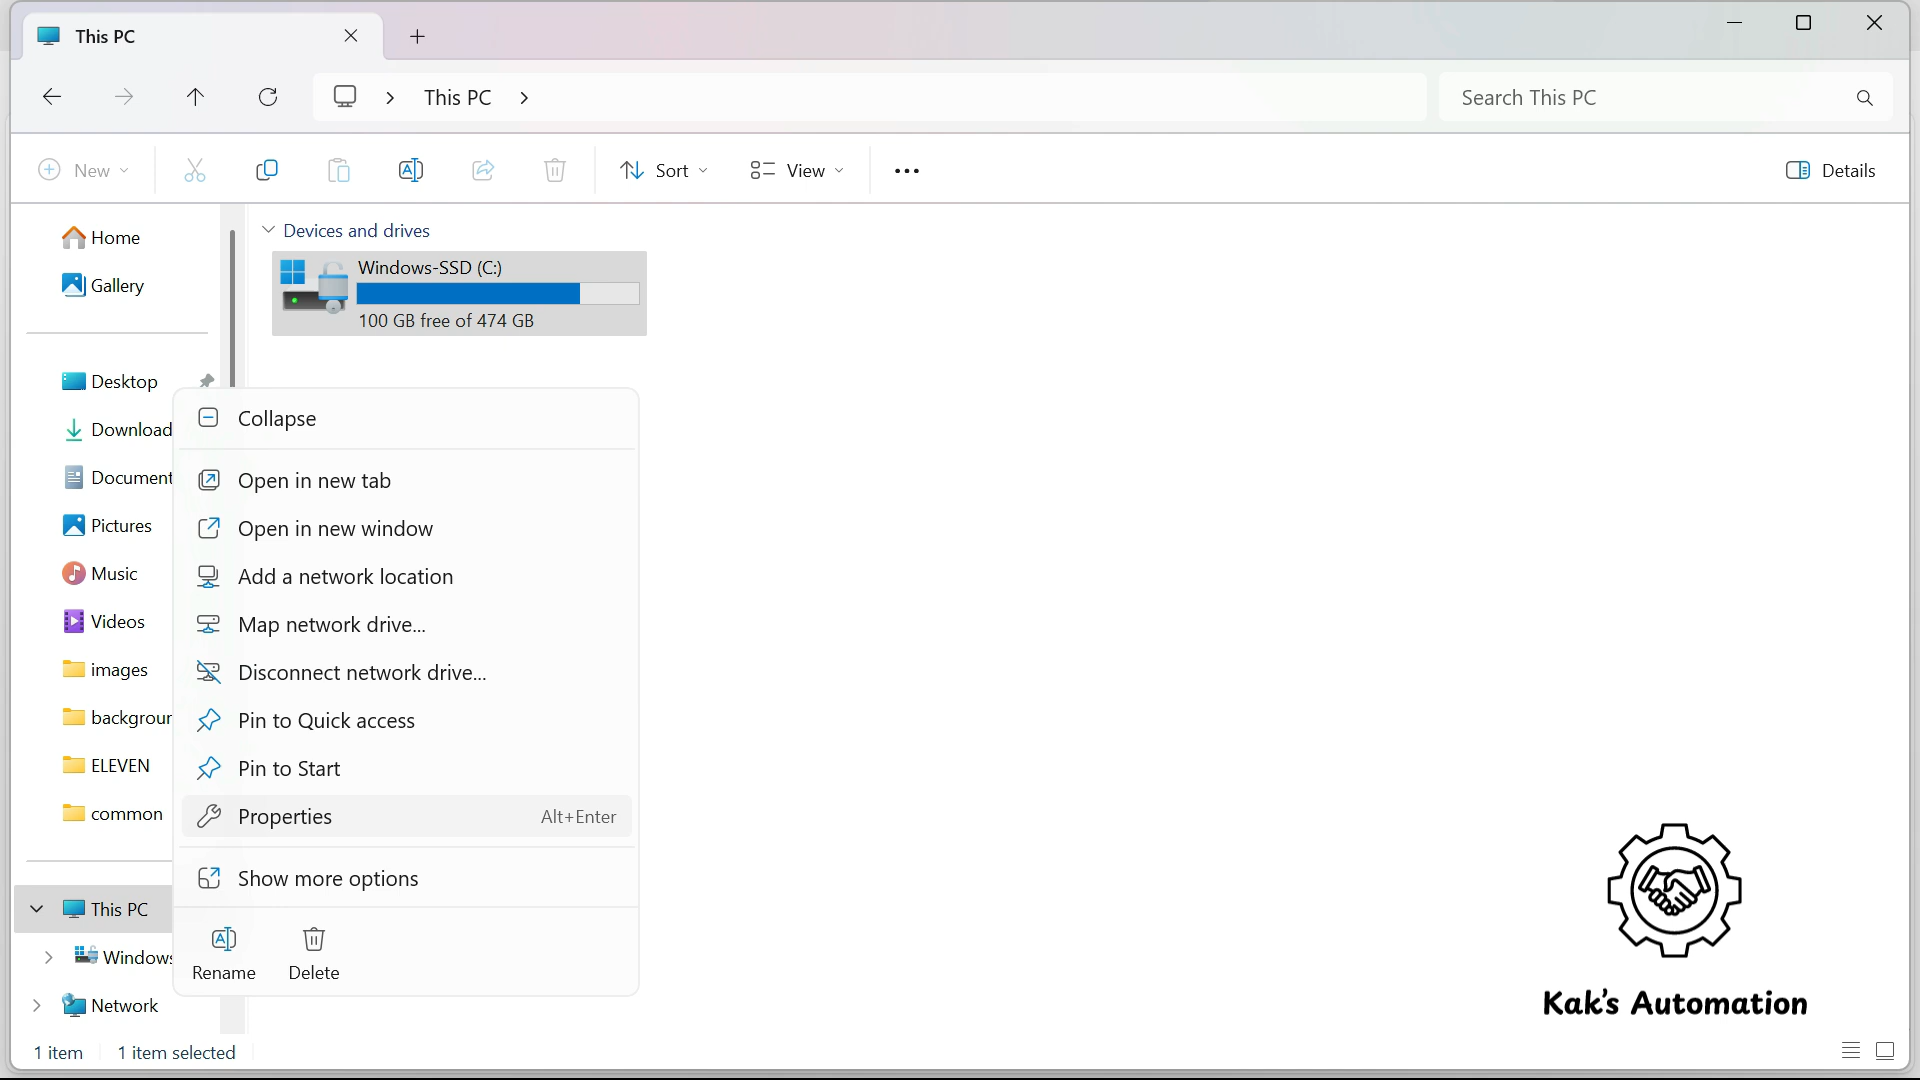 This PC
This PC
Search This PC
New
Sort
View
Details
Home
Gallery
Desktop
Download
Document
Pictures
Music
Videos
images
backgrour
ELEVEN
common
This PC
Windows
Network
Devices and drives
Windows-SSD (C:)
100 GB free of 474 GB
Collapse
Open in new tab
Open in new window
Add a network location
Map network drive...
Disconnect network drive...
Pin to Quick access
Pin to Start
Properties Alt+Enter
Show more options
Rename Delete
Kak's Automation
1 item 1 item selected